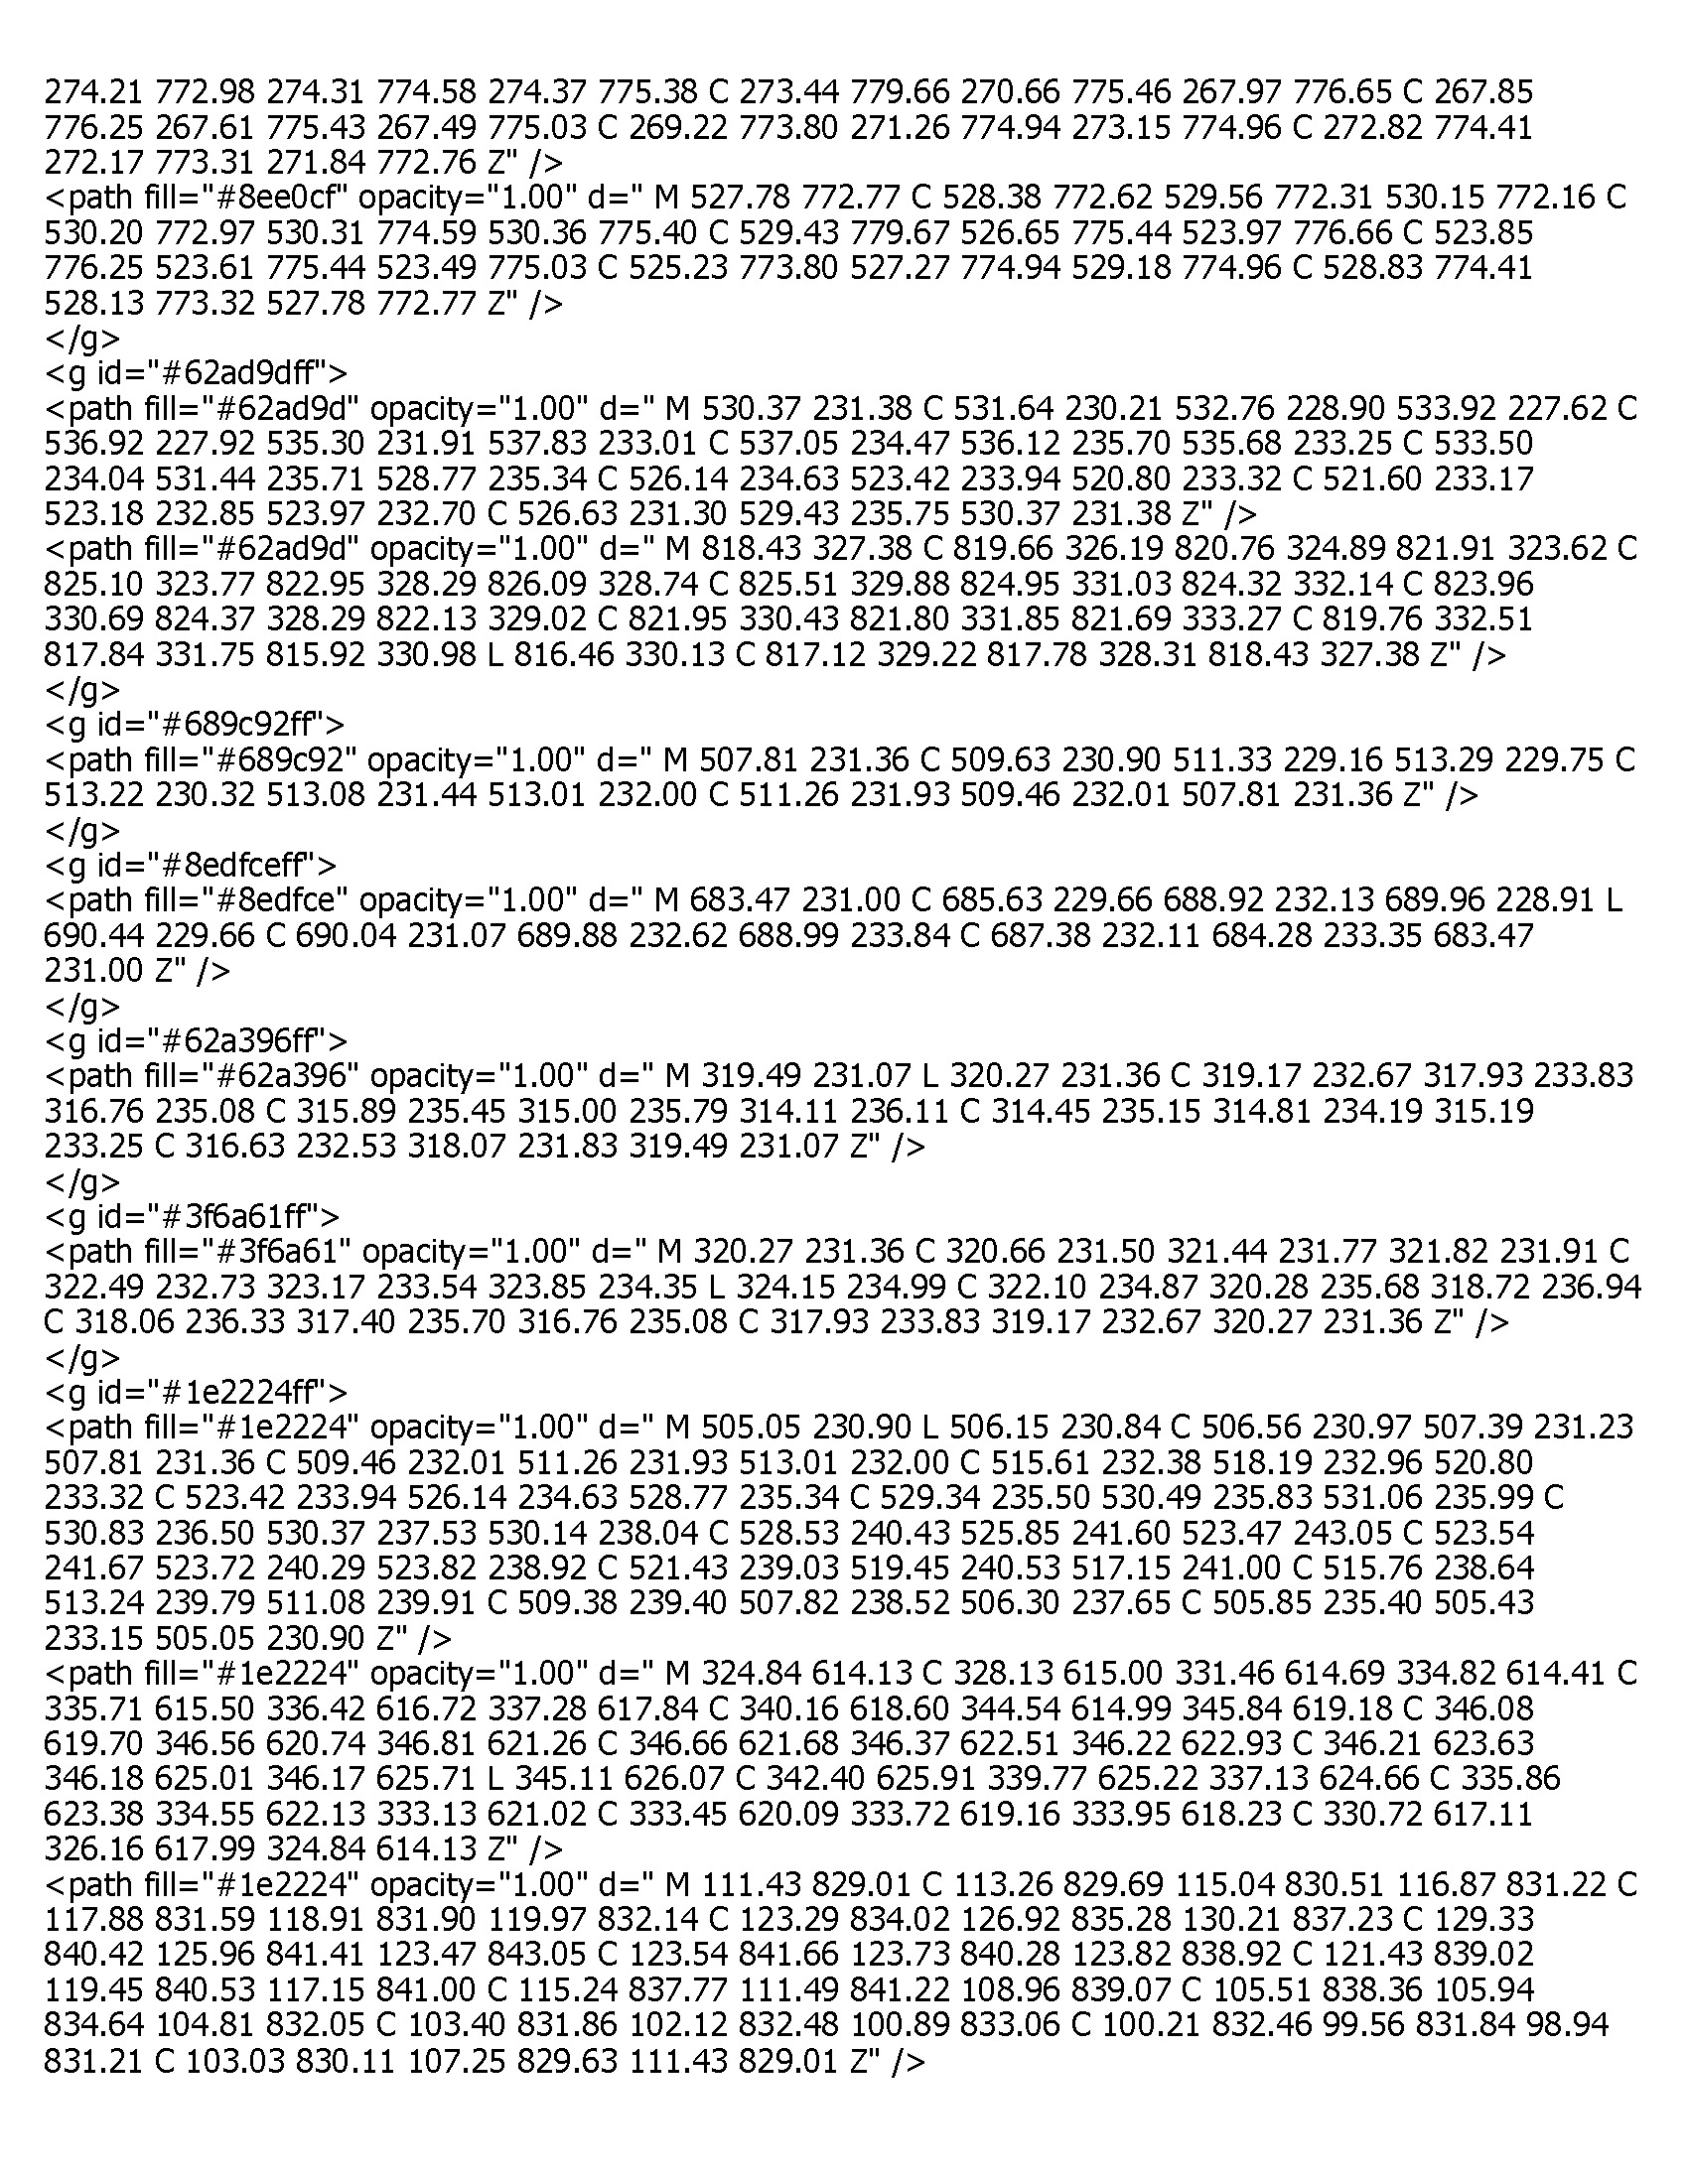 274.21 772.98 274.31 774.58 274.37 775.38 C 273.44 779.66 270.66 775.46 267.97 776.65 C 267.85
776.25 267.61 775.43 267.49 775.03 C 269.22 773.80 271.26 774.94 273.15 774.96 C 272.82 774.41
272.17 773.31 271.84 772.76 Z" />
<path fill="#8ee0cf" opacity="1.00" d=" M 527.78 772.77 C 528.38 772.62 529.56 772.31 530.15 772.16 C
530.20 772.97 530.31 774.59 530.36 775.40 C 529.43 779.67 526.65 775.44 523.97 776.66 C 523.85
776.25 523.61 775.44 523.49 775.03 C 525.23 773.80 527.27 774.94 529.18 774.96 C 528.83 774.41
528.13 773.32 527.78 772.77 Z" />
</g>
<g id="#62ad9dff">
<path fill="#62ad9d" opacity="1.00" d=" M 530.37 231.38 C 531.64 230.21 532.76 228.90 533.92 227.62 C
536.92 227.92 535.30 231.91 537.83 233.01 C 537.05 234.47 536.12 235.70 535.68 233.25 C 533.50
234.04 531.44 235.71 528.77 235.34 C 526.14 234.63 523.42 233.94 520.80 233.32 C 521.60 233.17
523.18 232.85 523.97 232.70 C 526.63 231.30 529.43 235.75 530.37 231.38 Z" />
<path fill="#62ad9d" opacity="1.00" d=" M 818.43 327.38 C 819.66 326.19 820.76 324.89 821.91 323.62 C
825.10 323.77 822.95 328.29 826.09 328.74 C 825.51 329.88 824.95 331.03 824.32 332.14 C 823.96
330.69 824.37 328.29 822.13 329.02 C 821.95 330.43 821.80 331.85 821.69 333.27 C 819.76 332.51
817.84 331.75 815.92 330.98 L 816.46 330.13 C 817.12 329.22 817.78 328.31 818.43 327.38 Z" />
</g>
<g id="#689c92ff">
<path fill="#689c92" opacity="1.00" d=" M 507.81 231.36 C 509.63 230.90 511.33 229.16 513.29 229.75 C
513.22 230.32 513.08 231.44 513.01 232.00 C 511.26 231.93 509.46 232.01 507.81 231.36 Z" />
</g>
<g id="#8edfceff">
<path fill="#8edfce" opacity="1.00" d=" M 683.47 231.00 C 685.63 229.66 688.92 232.13 689.96 228.91 L
690.44 229.66 C 690.04 231.07 689.88 232.62 688.99 233.84 C 687.38 232.11 684.28 233.35 683.47
231.00 Z" />
</g>
<g id="#62a396ff">
<path fill="#62a396" opacity="1.00" d=" M 319.49 231.07 L 320.27 231.36 C 319.17 232.67 317.93 233.83
316.76 235.08 C 315.89 235.45 315.00 235.79 314.11 236.11 C 314.45 235.15 314.81 234.19 315.19
233.25 C 316.63 232.53 318.07 231.83 319.49 231.07 Z" />
</g>
<g id="#3f6a61ff">
<path fill="#3f6a61" opacity="1.00" d=" M 320.27 231.36 C 320.66 231.50 321.44 231.77 321.82 231.91 C
322.49 232.73 323.17 233.54 323.85 234.35 L 324.15 234.99 C 322.10 234.87 320.28 235.68 318.72 236.94
C 318.06 236.33 317.40 235.70 316.76 235.08 C 317.93 233.83 319.17 232.67 320.27 231.36 Z" />
</g>
<g id="#1e2224ff">
<path fill="#1e2224" opacity="1.00" d=" M 505.05 230.90 L 506.15 230.84 C 506.56 230.97 507.39 231.23
507.81 231.36 C 509.46 232.01 511.26 231.93 513.01 232.00 C 515.61 232.38 518.19 232.96 520.80
233.32 C 523.42 233.94 526.14 234.63 528.77 235.34 C 529.34 235.50 530.49 235.83 531.06 235.99 C
530.83 236.50 530.37 237.53 530.14 238.04 C 528.53 240.43 525.85 241.60 523.47 243.05 C 523.54
241.67 523.72 240.29 523.82 238.92 C 521.43 239.03 519.45 240.53 517.15 241.00 C 515.76 238.64
513.24 239.79 511.08 239.91 C 509.38 239.40 507.82 238.52 506.30 237.65 C 505.85 235.40 505.43
233.15 505.05 230.90 Z" />
<path fill="#1e2224" opacity="1.00" d=" M 324.84 614.13 C 328.13 615.00 331.46 614.69 334.82 614.41 C
335.71 615.50 336.42 616.72 337.28 617.84 C 340.16 618.60 344.54 614.99 345.84 619.18 C 346.08
619.70 346.56 620.74 346.81 621.26 C 346.66 621.68 346.37 622.51 346.22 622.93 C 346.21 623.63
346.18 625.01 346.17 625.71 L 345.11 626.07 C 342.40 625.91 339.77 625.22 337.13 624.66 C 335.86
623.38 334.55 622.13 333.13 621.02 C 333.45 620.09 333.72 619.16 333.95 618.23 C 330.72 617.11
326.16 617.99 324.84 614.13 Z" />
<path fill="#1e2224" opacity="1.00" d=" M 111.43 829.01 C 113.26 829.69 115.04 830.51 116.87 831.22 C
117.88 831.59 118.91 831.90 119.97 832.14 C 123.29 834.02 126.92 835.28 130.21 837.23 C 129.33
840.42 125.96 841.41 123.47 843.05 C 123.54 841.66 123.73 840.28 123.82 838.92 C 121.43 839.02
119.45 840.53 117.15 841.00 C 115.24 837.77 111.49 841.22 108.96 839.07 C 105.51 838.36 105.94
834.64 104.81 832.05 C 103.40 831.86 102.12 832.48 100.89 833.06 C 100.21 832.46 99.56 831.84 98.94
831.21 C 103.03 830.11 107.25 829.63 111.43 829.01 Z" />